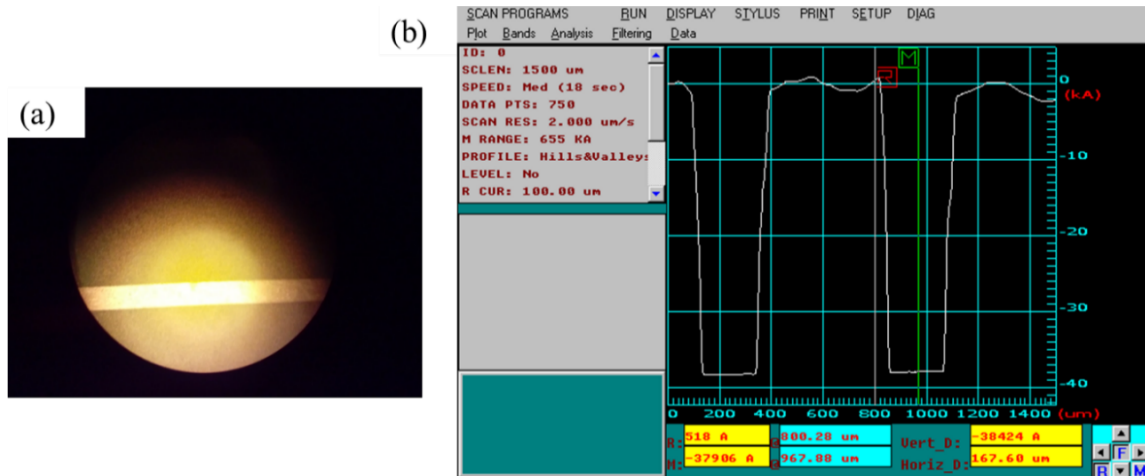 (a)
(b)
SCAN PROGRAMS RUN DISPLAY STYLUS PRINT SETUP DIAG
Plot Bands Analysis Filtering Data
ID: 0
SCLEN: 1500 um
SPEED: Med (18 sec)
DATA PTS: 750
SCAN RES: 2.000 um/s
M RANGE: 655 KA
PROFILE: Hills&Valleys
LEVEL: No
R CUR: 100.00 um
R
M
0
(kA)
-10
-20
-30
-40
0 200 400 600 800 1000 1200 1400 (um)
R: 518 A @ 800.28 um Vert_D: -38424 A
M: -37906 A @ 967.88 um Horiz_D: 167.60 um
F
R M